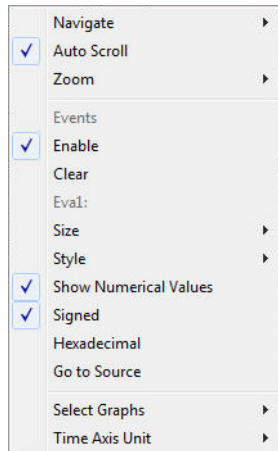 Navigate
Auto Scroll
Zoom
Events
Enable
Clear
Eva1:
Size
Style
Show Numerical Values
Signed
Hexadecimal
Go to Source
Select Graphs
Time Axis Unit